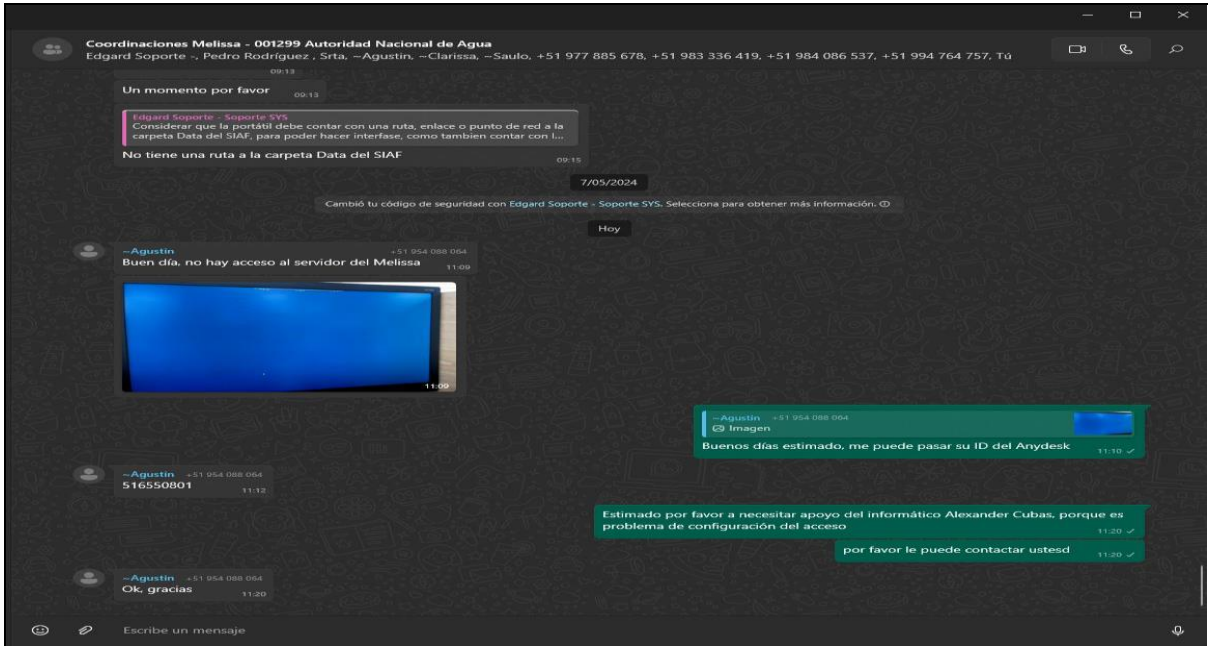 Coordinaciones Melissa - 001299 Autoridad Nacional de Agua
Edgard Soporte -, Pedro Rodríguez , Srta, ~Agustin, ~Clarissa, ~Saulo, +51 977 885 678, +51 983 336 419, +51 984 086 537, +51 994 764 757, Tú
09:13
Un momento por favor 09:13
Edgard Soporte - Soporte SYS
Considerar que la portátil debe contar con una ruta, enlace o punto de red a la
carpeta Data del SIAF, para poder hacer interfase, como tambien contar con l...
No tiene una ruta a la carpeta Data del SIAF 09:15
7/05/2024
Cambió tu código de seguridad con Edgard Soporte - Soporte SYS. Selecciona para obtener más información.
Hoy
~Agustin +51 954 088 064
Buen día, no hay acceso al servidor del Melissa 11:09
11:09
~Agustin +51 954 088 064
Imagen
Buenos días estimado, me puede pasar su ID del Anydesk 11:10
~Agustin +51 954 088 064
516550801 11:12
Estimado por favor a necesitar apoyo del informático Alexander Cubas, porque es
problema de configuración del acceso 11:20
por favor le puede contactar ustesd 11:20
~Agustin +51 954 088 064
Ok, gracias 11:20
Escribe un mensaje